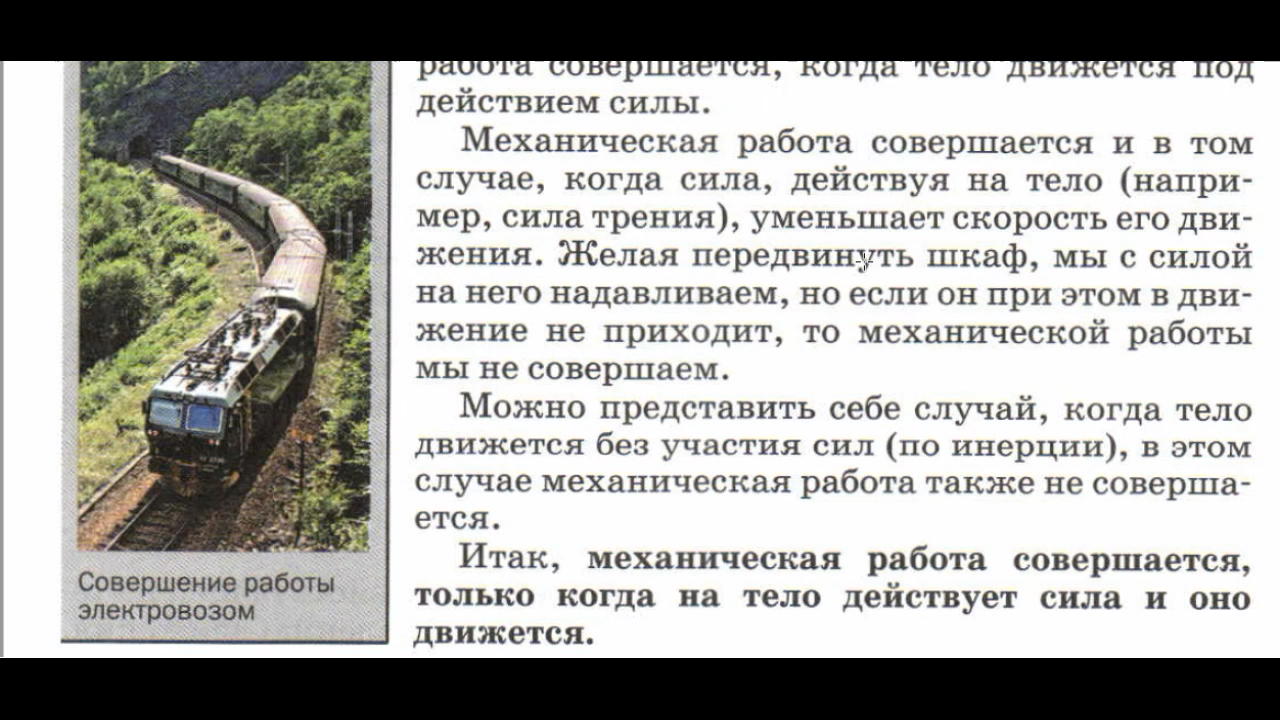 работа совершается, когда тело движется под
действием силы.
Механическая работа совершается и в том
случае, когда сила, действуя на тело (напри-
мер, сила трения), уменьшает скорость его дви-
жения. Желая передвинуть шкаф, мы с силой
на него надавливаем, но если он при этом в дви-
жение не приходит, то механической работы
мы не совершаем.
Можно представить себе случай, когда тело
движется без участия сил (по инерции), в этом
случае механическая работа также не соверша-
ется.
Итак, механическая работа совершается,
только когда на тело действует сила и оно
движется.
Совершение работы
электровозом